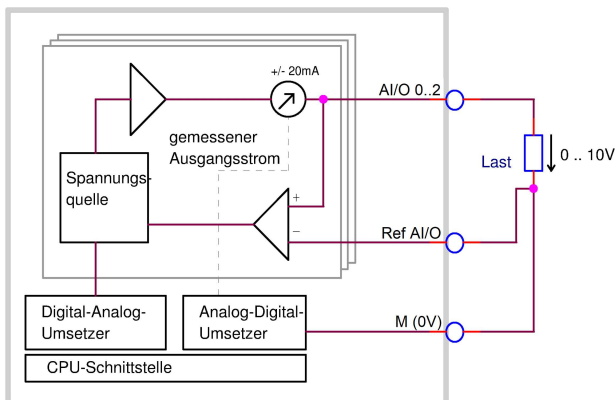 +/- 20mA
AI/O 0..2
gemessener
Ausgangsstrom
Last
0 .. 10V
Spannungs-
quelle
+
−
Ref AI/O
Digital-Analog-
Umsetzer
Analog-Digital-
Umsetzer
M (0V)
CPU-Schnittstelle